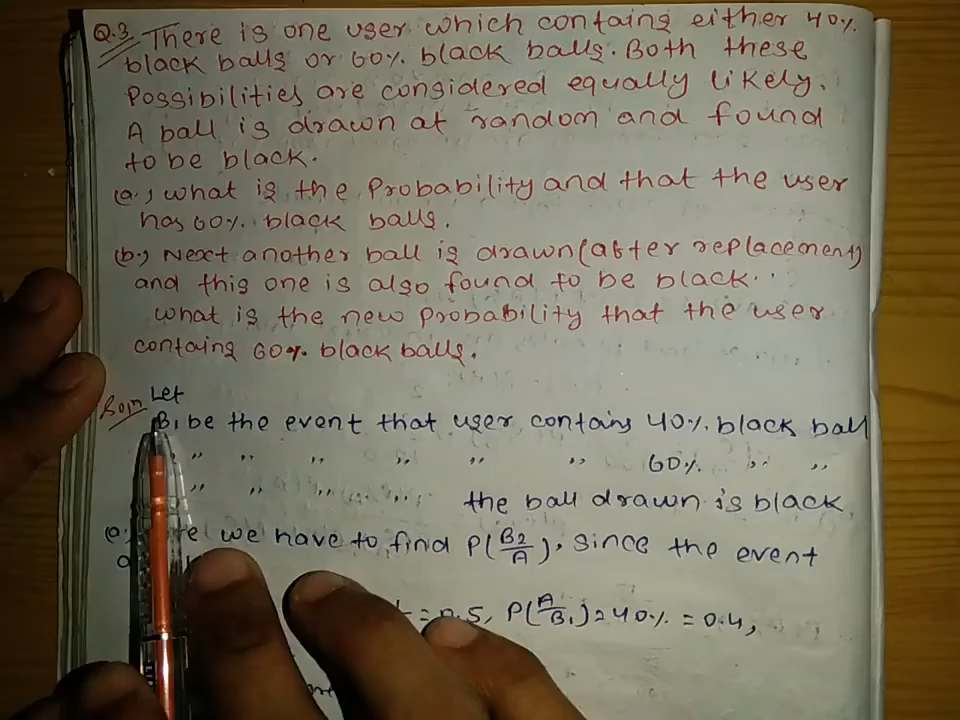 Q.3 There is one user which contains either 40%
black balls or 60% black balls. Both these
Possibilities are considered equally likely.
A ball is drawn at random and found
to be black.
(a.) what is the Probability and that the user
has 60% black balls.
(b.) Next another ball is drawn (after replacement)
and this one is also found to be black..
what is the new probability that the user
contains 60% black balls.
Soln Let
B1 be the event that user contains 40% black ball
" " " " " " 60% " "
" " " " the ball drawn is black
(a.) we have to find P(B2/A), since the event
= 0.5, P(A/B1) = 40% = 0.4,